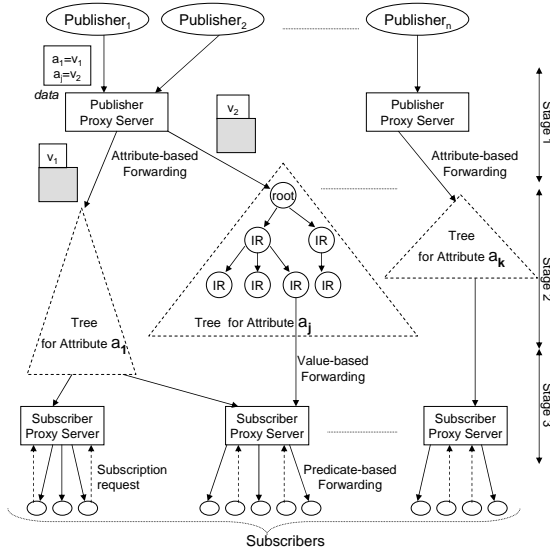 Publisher1
Publisher2
Publishern
a1=v1
aj=v2
data
Publisher
Proxy Server
Publisher
Proxy Server
Stage 1
v2
v1
Attribute-based
Forwarding
Attribute-based
Forwarding
root
IR
IR
IR
IR
IR
IR
Tree
for Attribute ak
Stage 2
Tree
for Attribute a1
Tree for Attribute aj
Value-based
Forwarding
Stage 3
Subscriber
Proxy Server
Subscriber
Proxy Server
Subscriber
Proxy Server
Subscription
request
Predicate-based
Forwarding
Subscribers